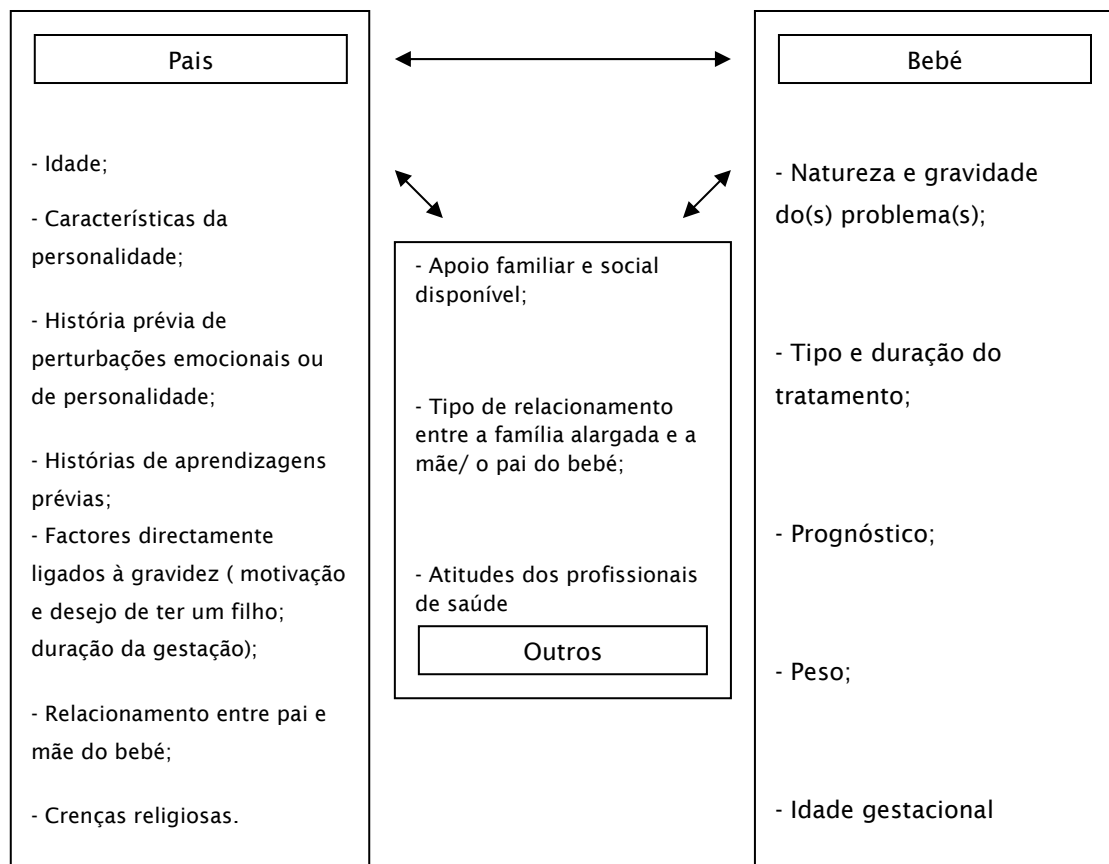 Pais
- Idade;
- Características da
personalidade;
- História prévia de
perturbações emocionais ou
de personalidade;
- Histórias de aprendizagens
prévias;
- Factores directamente
ligados à gravidez ( motivação
e desejo de ter um filho;
duração da gestação);
- Relacionamento entre pai e
mãe do bebé;
- Crenças religiosas.
- Apoio familiar e social
disponível;
- Tipo de relacionamento
entre a família alargada e a
mãe/ o pai do bebé;
- Atitudes dos profissionais
de saúde
Outros
Bebé
- Natureza e gravidade
do(s) problema(s);
- Tipo e duração do
tratamento;
- Prognóstico;
- Peso;
- Idade gestacional